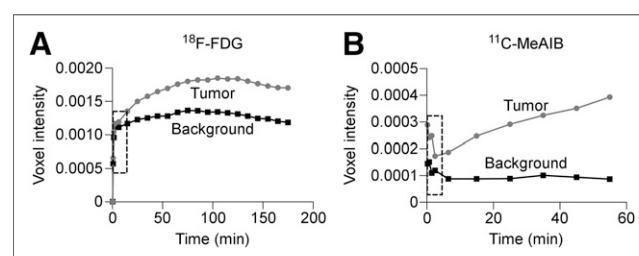 A
¹⁸F-FDG
Voxel intensity
0.0020
0.0015
0.0010
0.0005
0
Tumor
Background
0 50 100 150 200
Time (min)
B
¹¹C-MeAIB
Voxel intensity
0.0005
0.0004
0.0003
0.0002
0.0001
0
Tumor
Background
0 20 40 60
Time (min)